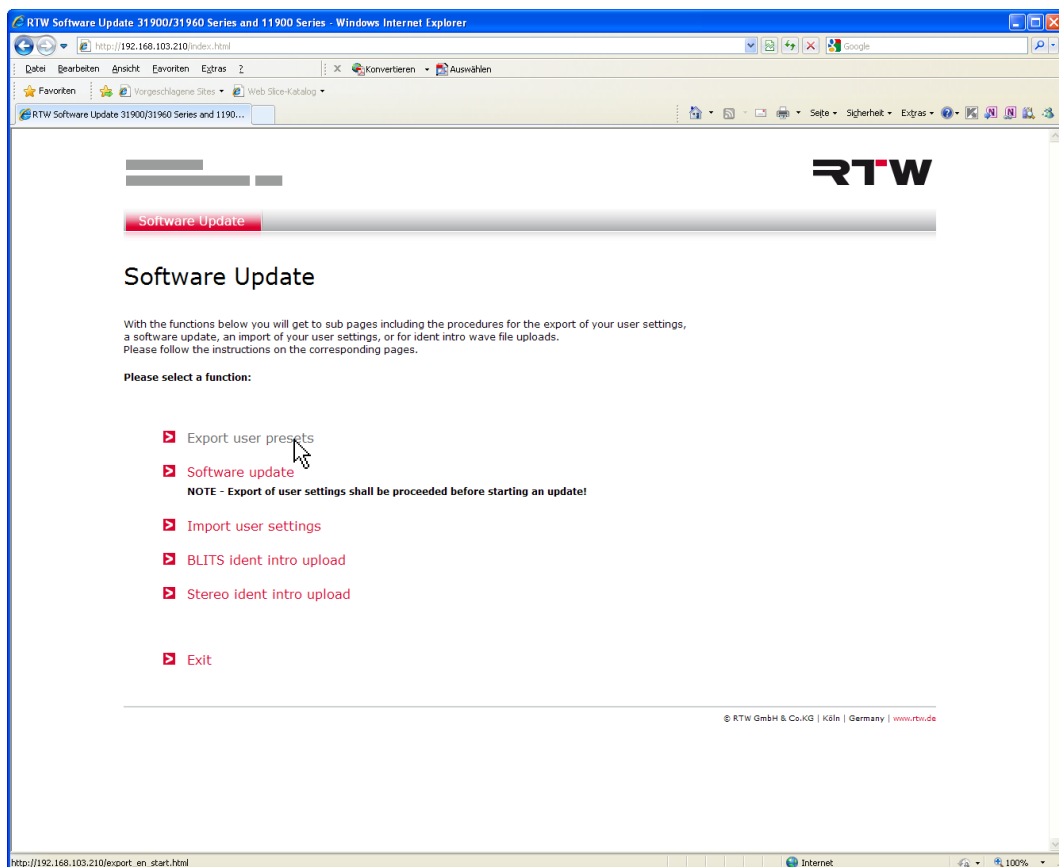 RTW Software Update 31900/31960 Series and 11900 Series - Windows Internet Explorer
http://192.168.103.210/index.html
Google
Datei Bearbeiten Ansicht Favoriten Extras ?
X Konvertieren Auswählen
Favoriten Vorgeschlagene Sites Web Slice-Katalog
RTW Software Update 31900/31960 Series and 1190...
Seite Sicherheit Extras
RTW
Software Update
Software Update
With the functions below you will get to sub pages including the procedures for the export of your user settings,
a software update, an import of your user settings, or for ident intro wave file uploads.
Please follow the instructions on the corresponding pages.
Please select a function:
Export user presets
Software update
NOTE - Export of user settings shall be proceeded before starting an update!
Import user settings
BLITS ident intro upload
Stereo ident intro upload
Exit
© RTW GmbH & Co.KG | Köln | Germany | www.rtw.de
http://192.168.103.210/export_en_start.html
Internet
100%